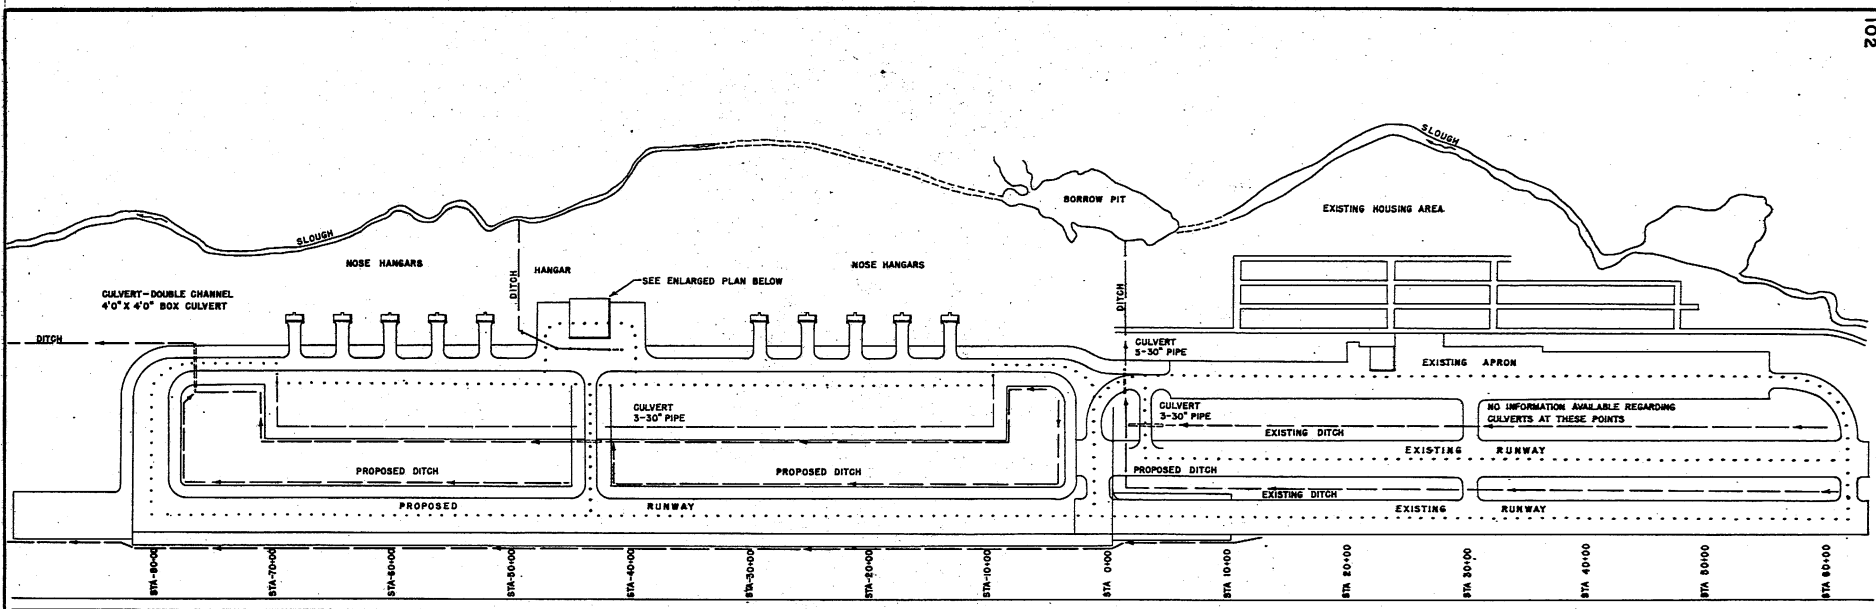 102
SLOUGH
BORROW PIT
EXISTING HOUSING AREA
SLOUGH
NOSE HANGARS
DITCH
HANGAR
NOSE HANGARS
SEE ENLARGED PLAN BELOW
CULVERT-DOUBLE CHANNEL
4'0" X 4'0" BOX CULVERT
DITCH
DITCH
CULVERT
5-30" PIPE
EXISTING APRON
CULVERT
3-30" PIPE
CULVERT
3-30" PIPE
NO INFORMATION AVAILABLE REGARDING
CULVERTS AT THESE POINTS
EXISTING DITCH
EXISTING RUNWAY
PROPOSED DITCH
PROPOSED DITCH
PROPOSED DITCH
EXISTING DITCH
PROPOSED RUNWAY
EXISTING RUNWAY
STA-80+00
STA-70+00
STA-60+00
STA-50+00
STA-40+00
STA-30+00
STA-20+00
STA-10+00
STA 0+00
STA 10+00
STA 20+00
STA 30+00
STA 40+00
STA 50+00
STA 60+00